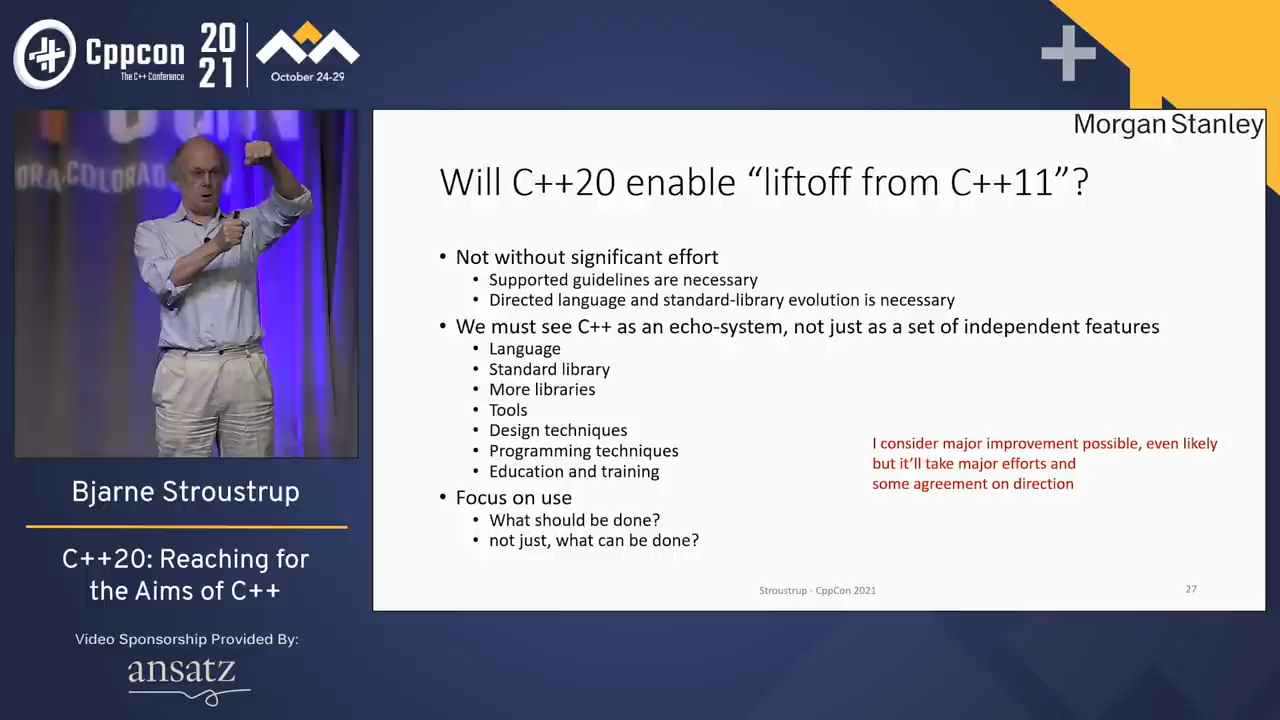 Cppcon
The C++ Conference
20
21
October 24-29
ORA, COLORADO
Morgan Stanley
Will C++20 enable “liftoff from C++11”?
• Not without significant effort
• Supported guidelines are necessary
• Directed language and standard-library evolution is necessary
• We must see C++ as an echo-system, not just as a set of independent features
• Language
• Standard library
• More libraries
• Tools
• Design techniques
• Programming techniques
• Education and training
• Focus on use
• What should be done?
• not just, what can be done?
I consider major improvement possible, even likely
but it’ll take major efforts and
some agreement on direction
Stroustrup - CppCon 2021
27
Bjarne Stroustrup
C++20: Reaching for
the Aims of C++
Video Sponsorship Provided By:
ansatz